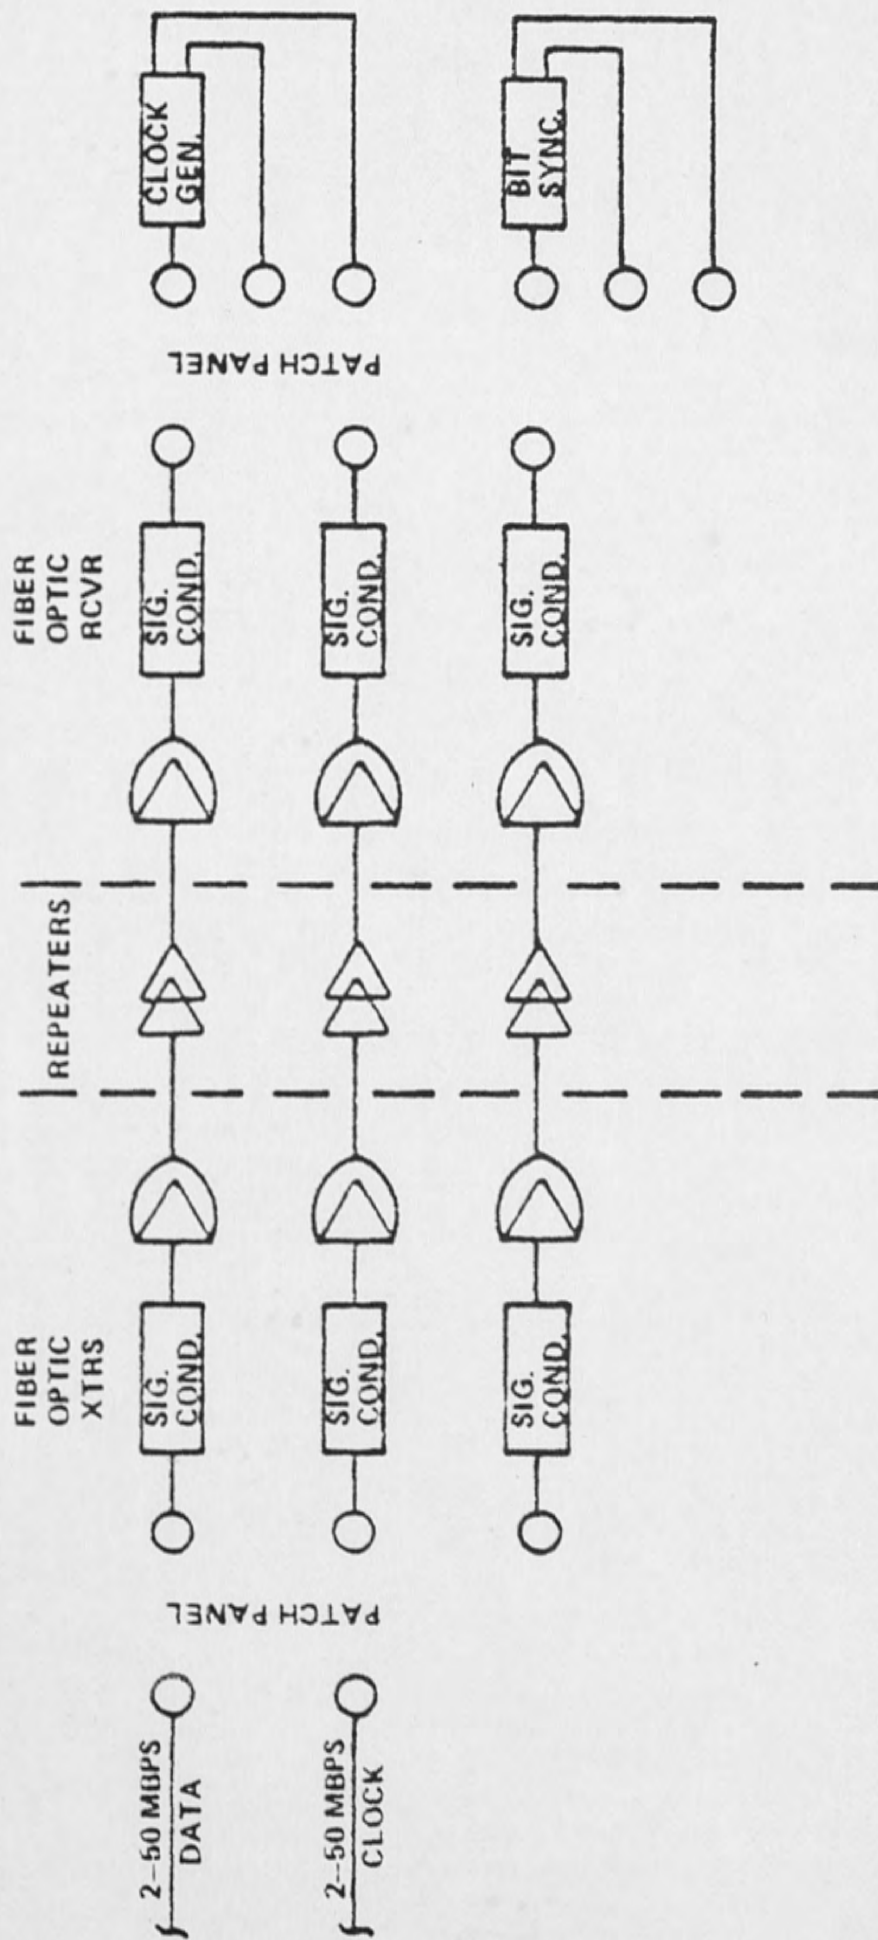 FIBER
OPTIC
XTRS
REPEATERS
FIBER
OPTIC
RCVR
2-50 MBPS
DATA
PATCH PANEL
SIG.
COND.
SIG.
COND.
PATCH PANEL
CLOCK
GEN.
2-50 MBPS
CLOCK
SIG.
COND.
SIG.
COND.
SIG.
COND.
SIG.
COND.
BIT
SYNC.